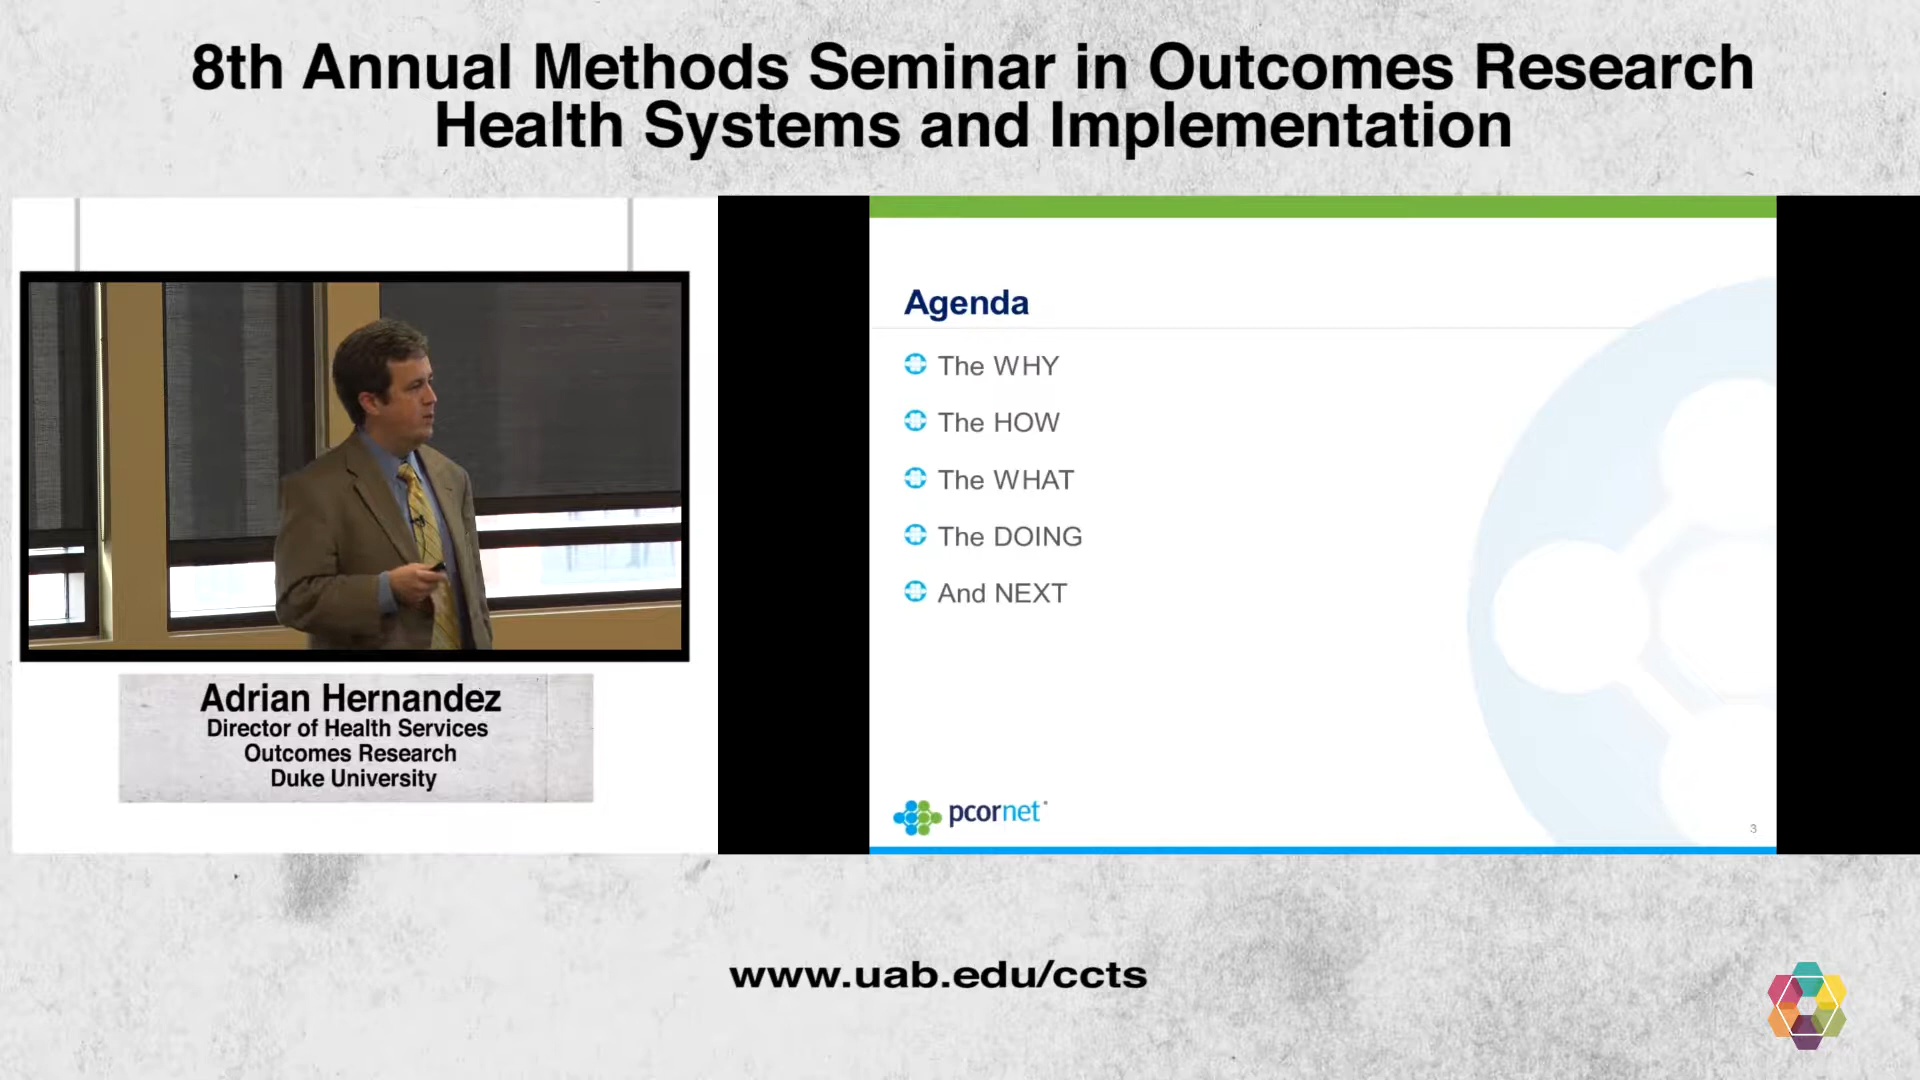 8th Annual Methods Seminar in Outcomes Research
Health Systems and Implementation
Adrian Hernandez
Director of Health Services
Outcomes Research
Duke University
Agenda
The WHY
The HOW
The WHAT
The DOING
And NEXT
pcornet
3
www.uab.edu/ccts